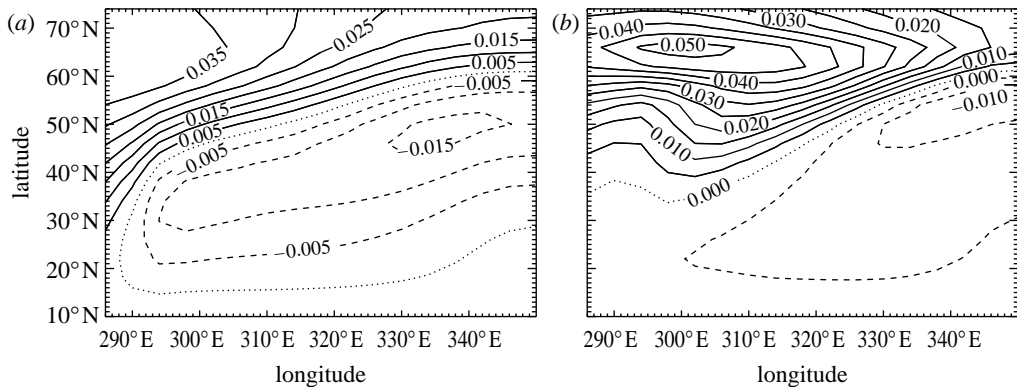 (a)
(b)
latitude
70° N
60° N
50° N
40° N
30° N
20° N
10° N
0.035
0.025
0.015
0.005
−0.005
0.015
0.005
−0.005
−0.015
−0.005
290° E 300° E 310° E 320° E 330° E 340° E
longitude
0.040
0.030
0.020
0.050
0.010
0.000
−0.010
0.040
0.030
0.020
0.010
0.000
290° E 300° E 310° E 320° E 330° E 340° E
longitude